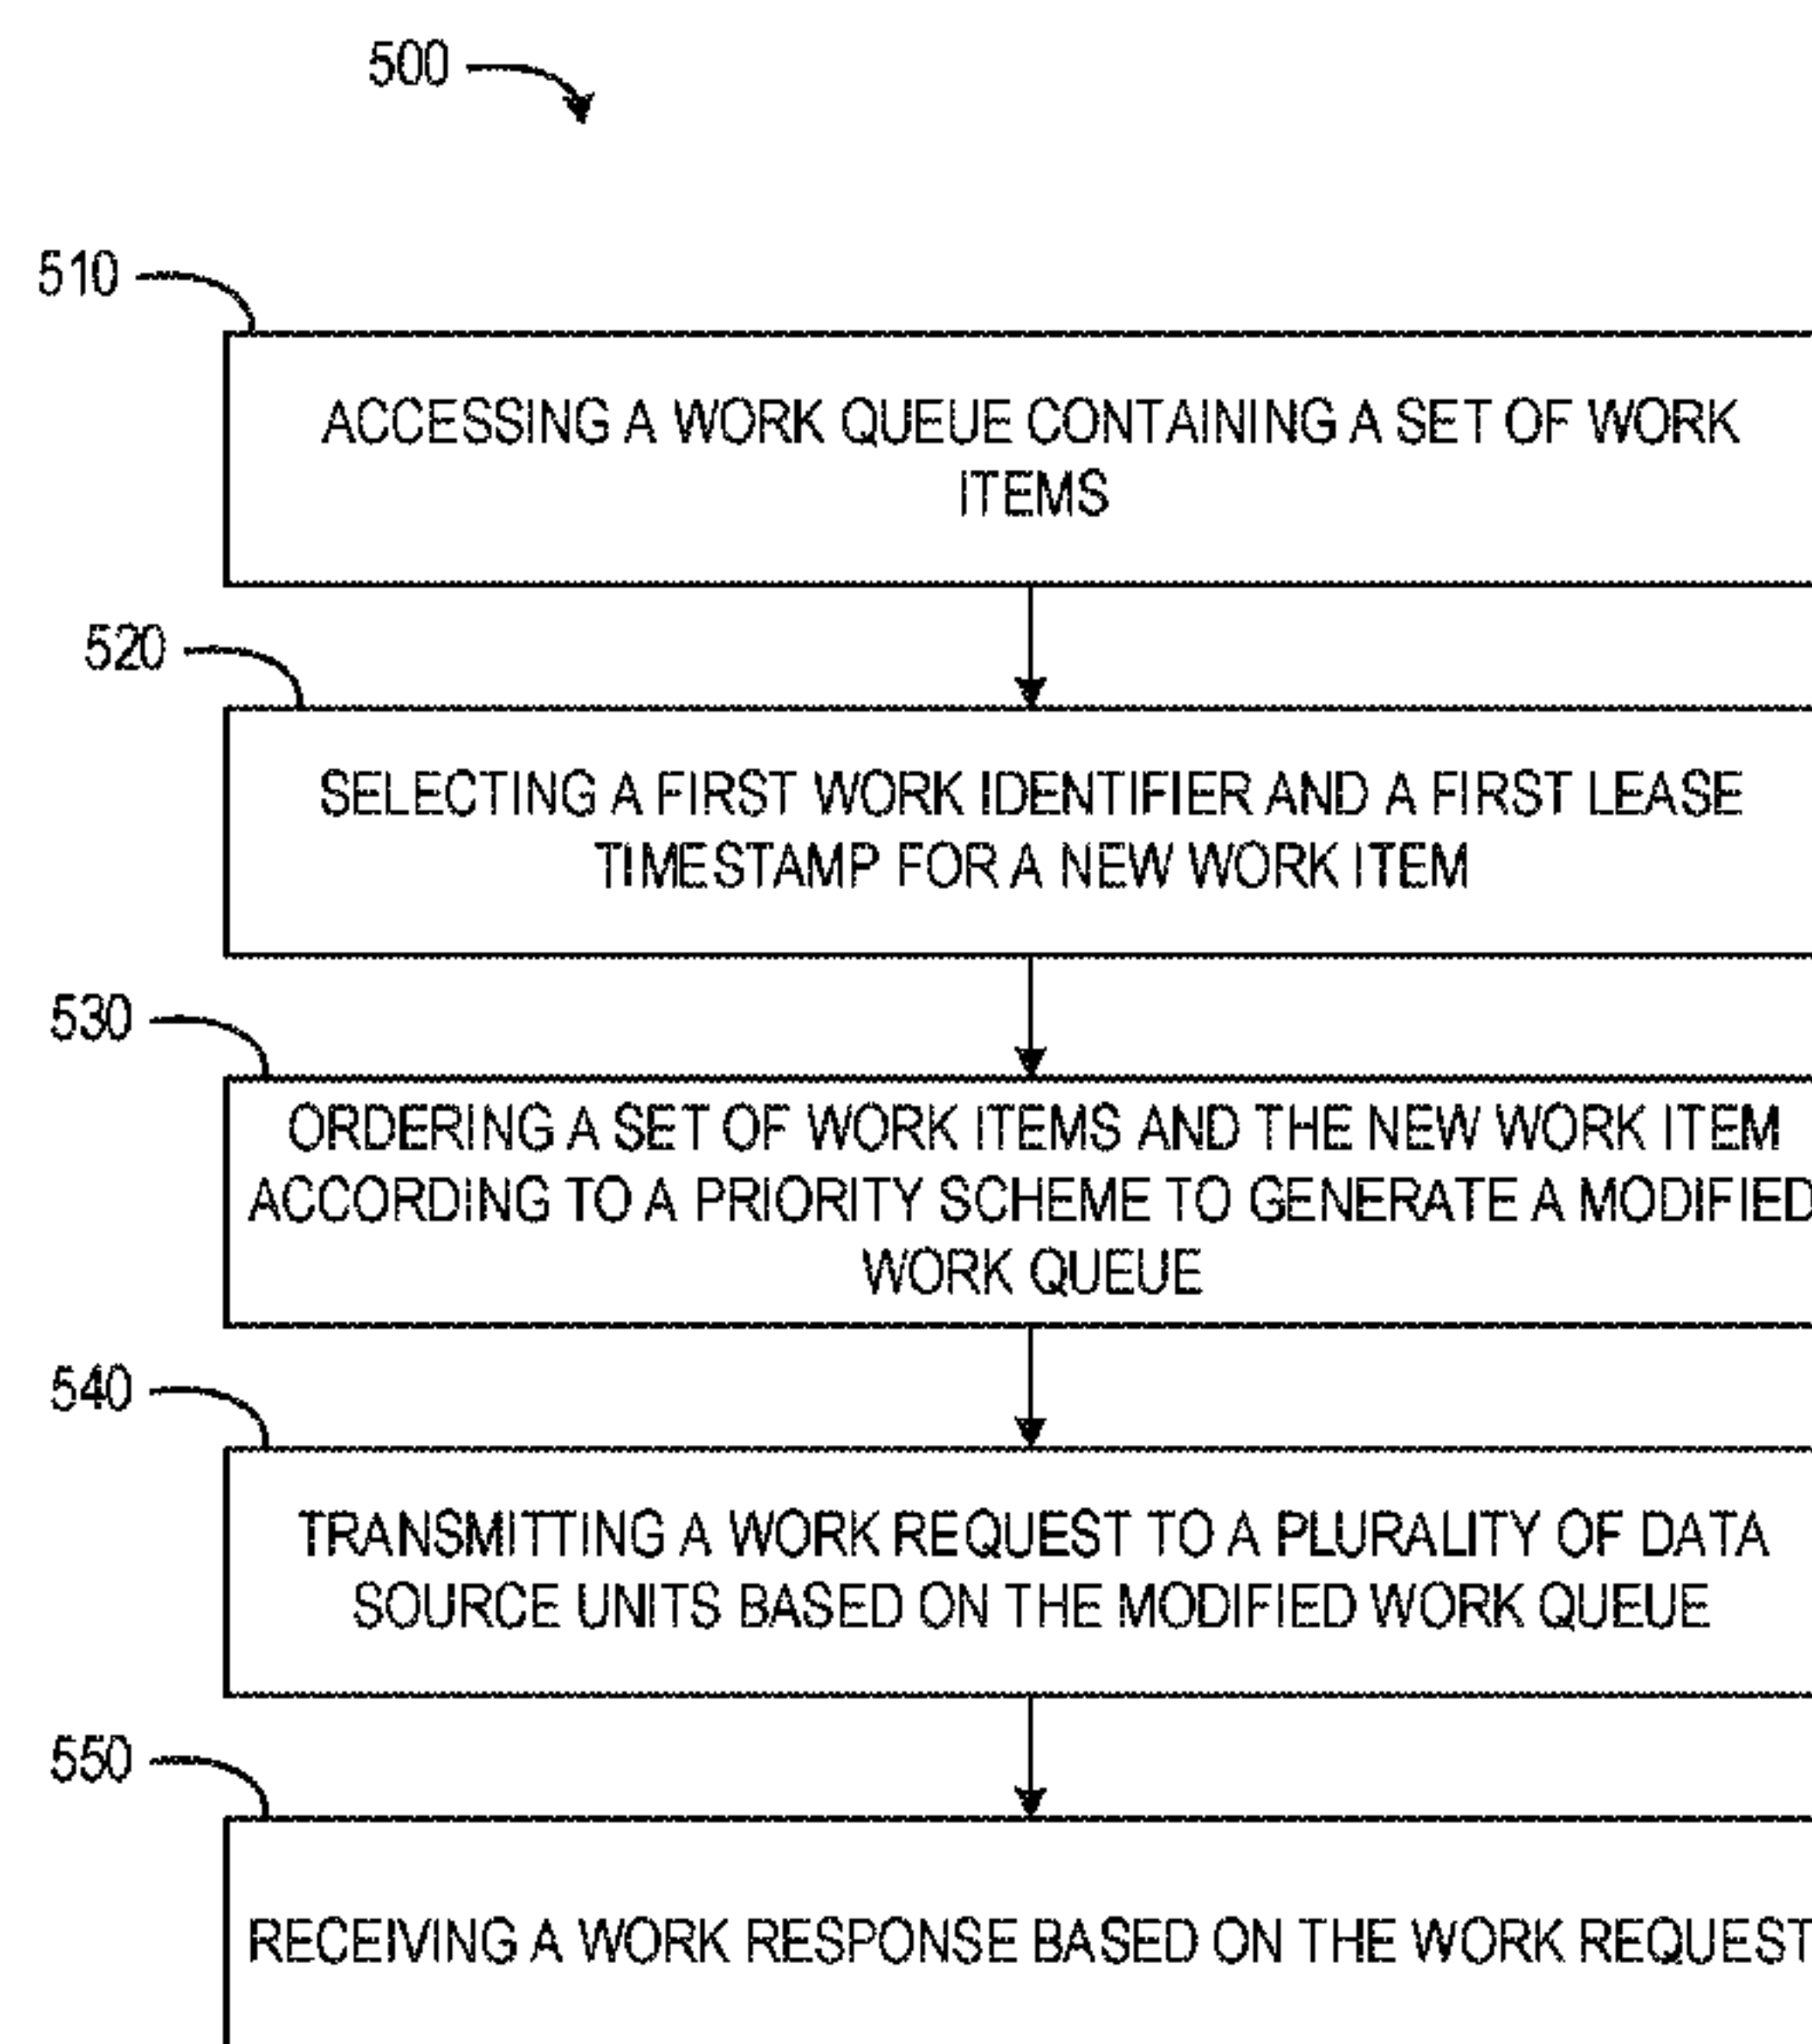 500
510
ACCESSING A WORK QUEUE CONTAINING A SET OF WORK
ITEMS
520
SELECTING A FIRST WORK IDENTIFIER AND A FIRST LEASE
TIMESTAMP FOR A NEW WORK ITEM
530
ORDERING A SET OF WORK ITEMS AND THE NEW WORK ITEM
ACCORDING TO A PRIORITY SCHEME TO GENERATE A MODIFIED
WORK QUEUE
540
TRANSMITTING A WORK REQUEST TO A PLURALITY OF DATA
SOURCE UNITS BASED ON THE MODIFIED WORK QUEUE
550
RECEIVING A WORK RESPONSE BASED ON THE WORK REQUEST